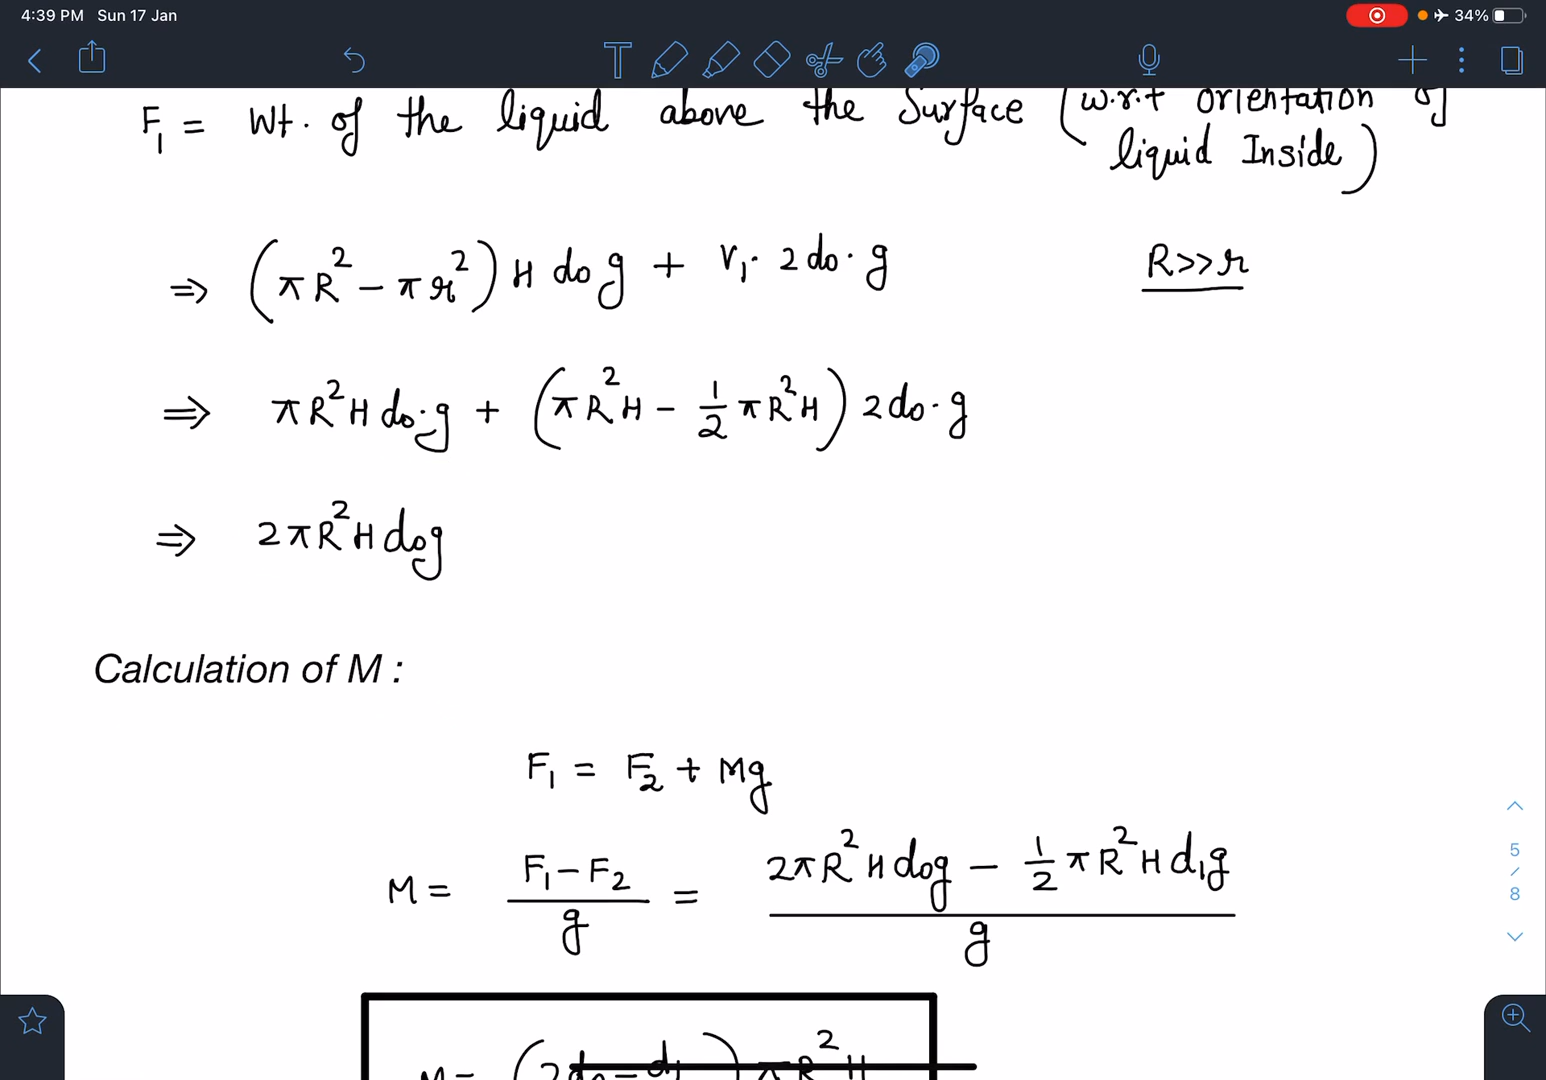 4:39 PM Sun 17 Jan
34%
F₁ = Wt. of the liquid above the Surface (w.r.t orientation of
liquid Inside)
⇒ (πR² - πr²) H d₀ g + V₁. 2d₀. g
R>>r
⇒ πR²H d₀.g + (πR²H - 1/2 πR²H) 2d₀.g
⇒ 2πR²H d₀g
Calculation of M :
F₁ = F₂ + Mg
M = (F₁ - F₂)/g = (2πR²H d₀g - 1/2 πR²H d₁g)/g
5
/
8